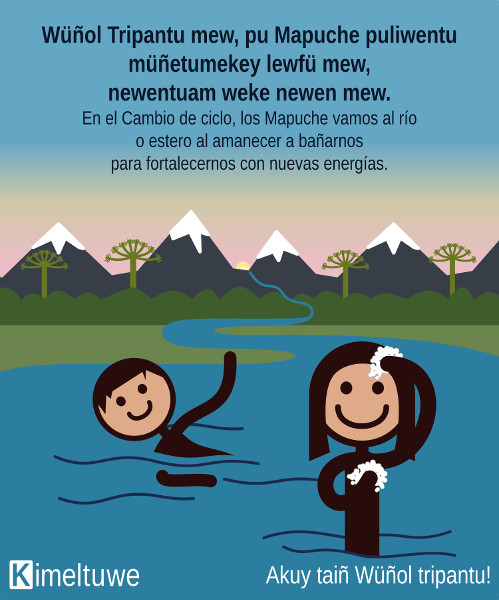 Wüñol Tripantu mew, pu Mapuche puliwentu
müñetumekey lewfü mew,
newentuam weke newen mew.
En el Cambio de ciclo, los Mapuche vamos al río
o estero al amanecer a bañarnos
para fortalecernos con nuevas energías.
Kimeltuwe
Akuy taiñ Wüñol tripantu!